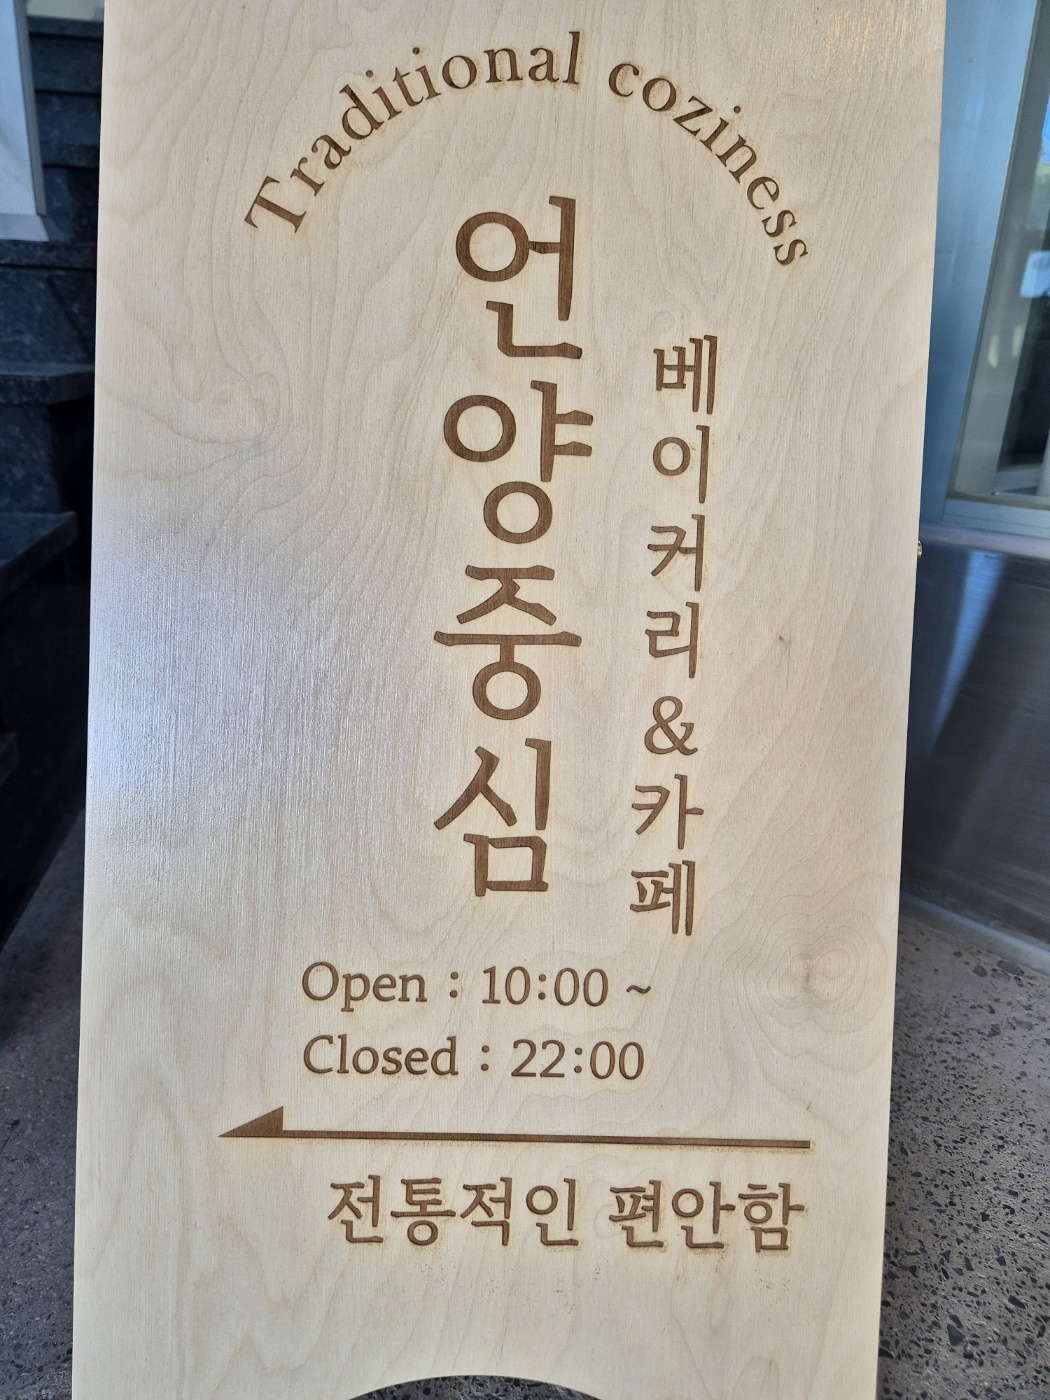 Traditional coziness
언양중심
베이커리&카페
Open : 10:00 ~
Closed : 22:00
전통적인 편안함